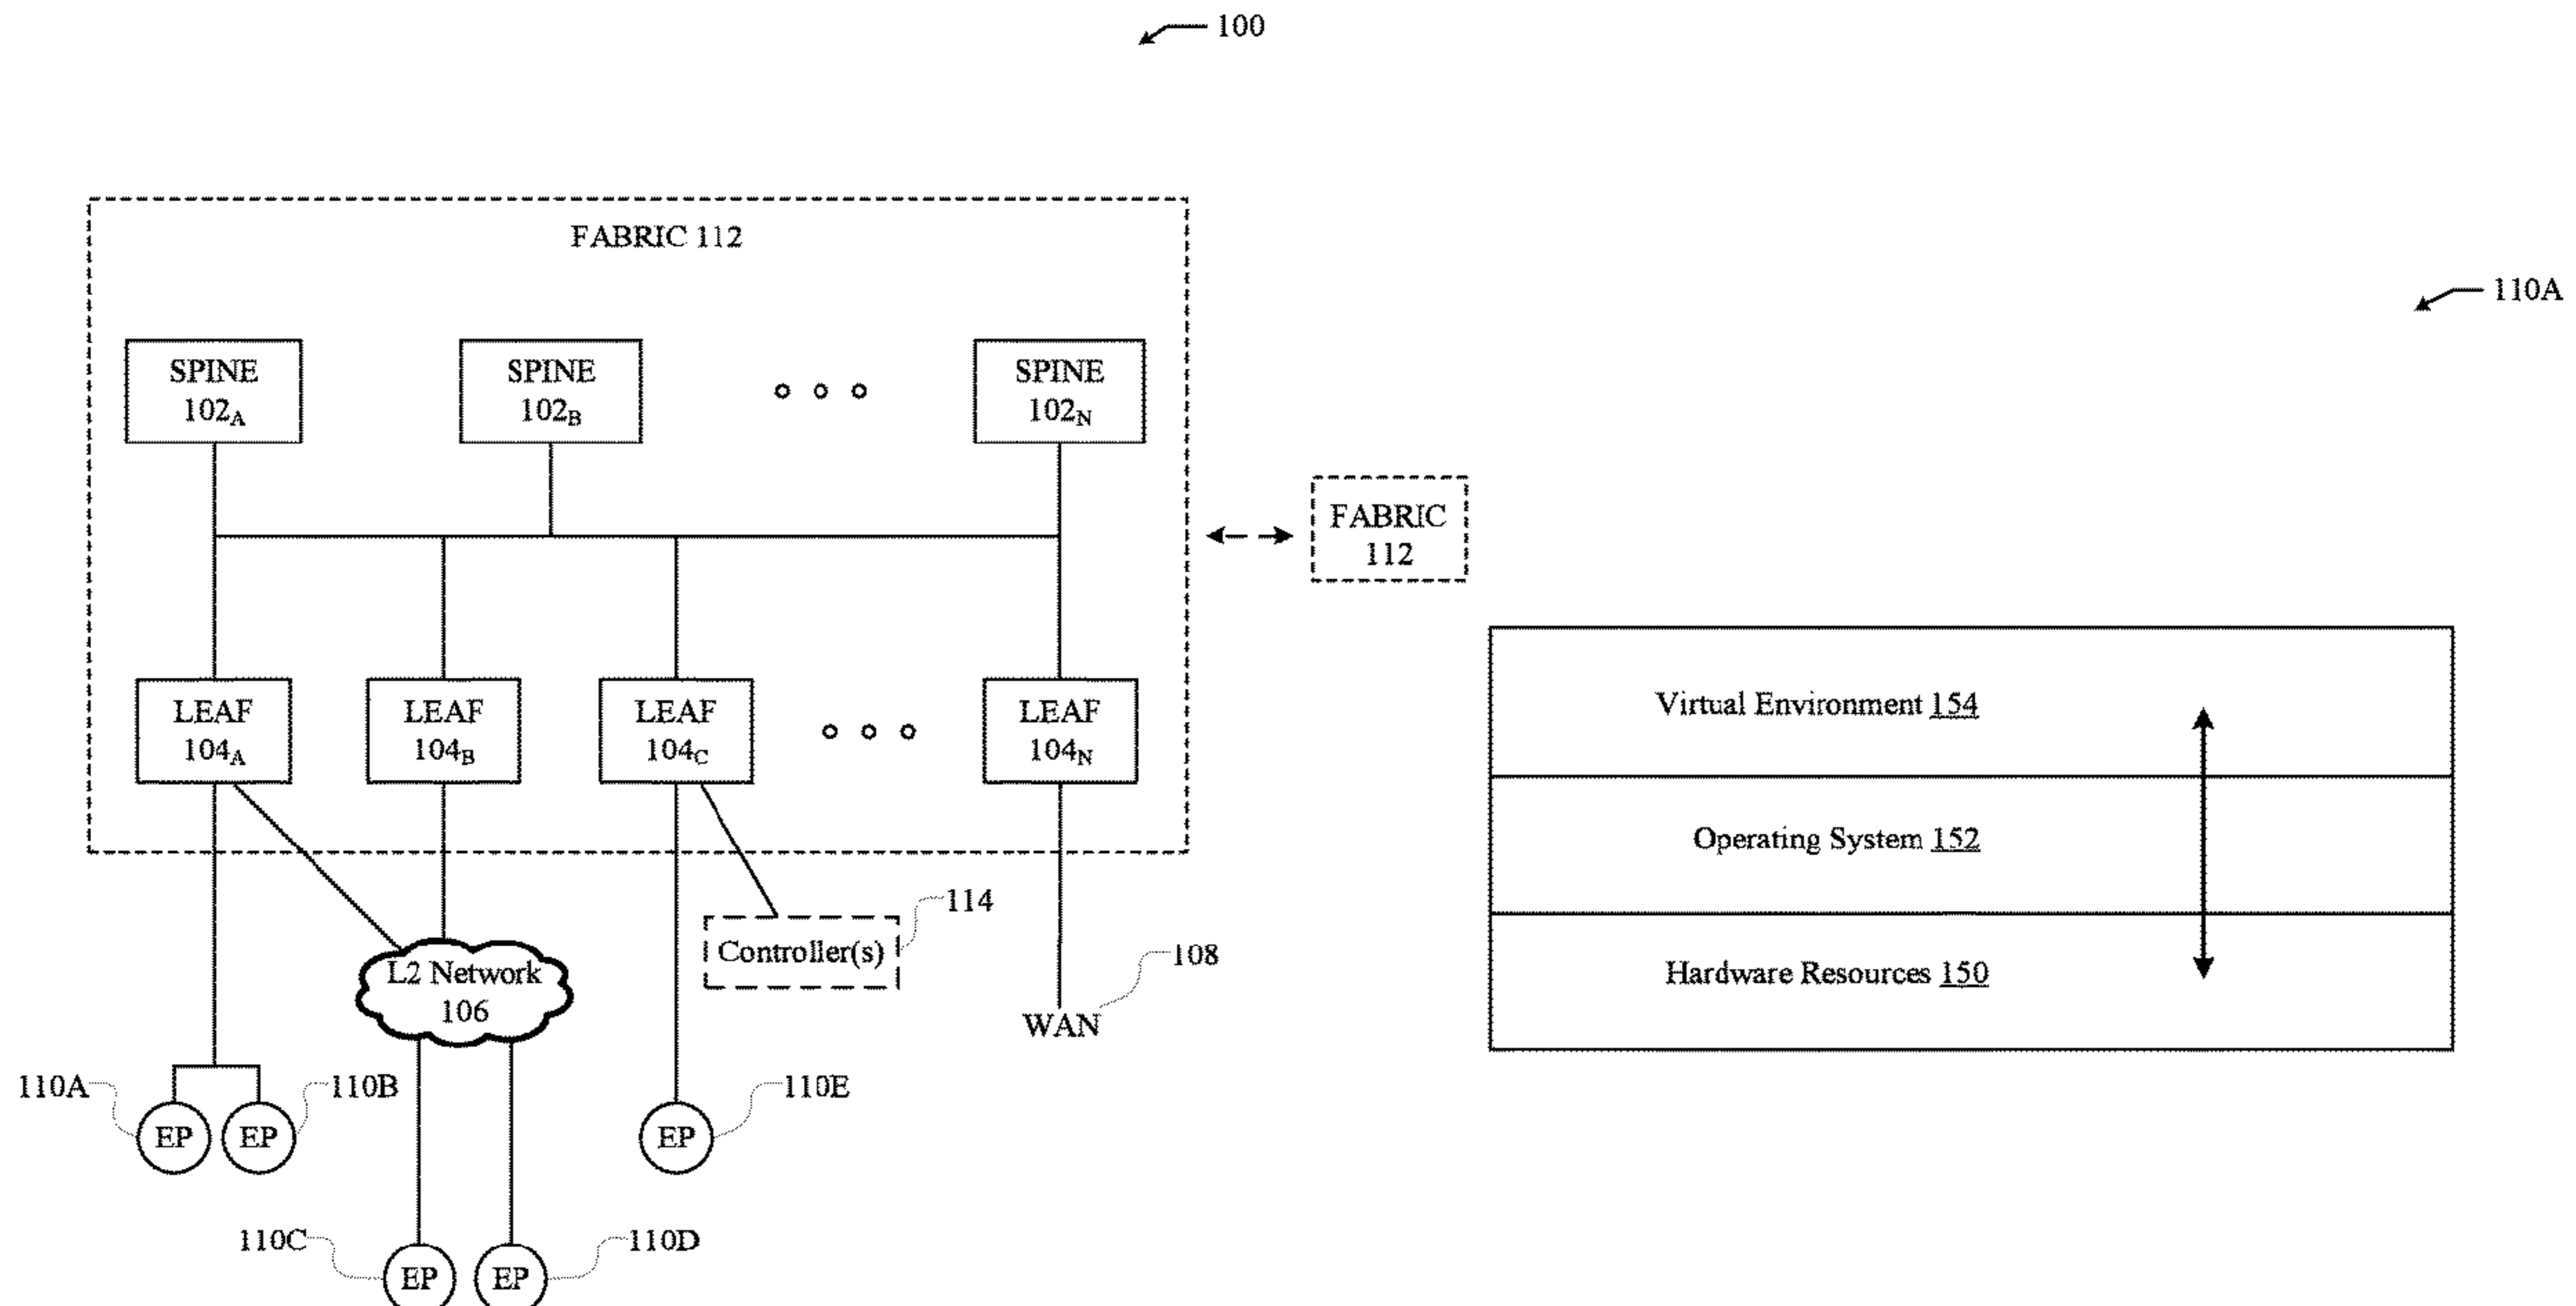 100
FABRIC 112
110A
SPINE
102A
SPINE
102B
SPINE
102N
FABRIC
112
LEAF
104A
LEAF
104B
LEAF
104C
LEAF
104N
Virtual Environment 154
Operating System 152
Hardware Resources 150
114
Controller(s)
L2 Network
106
108
WAN
110A
EP
EP
110B
EP
110E
110C
EP
EP
110D